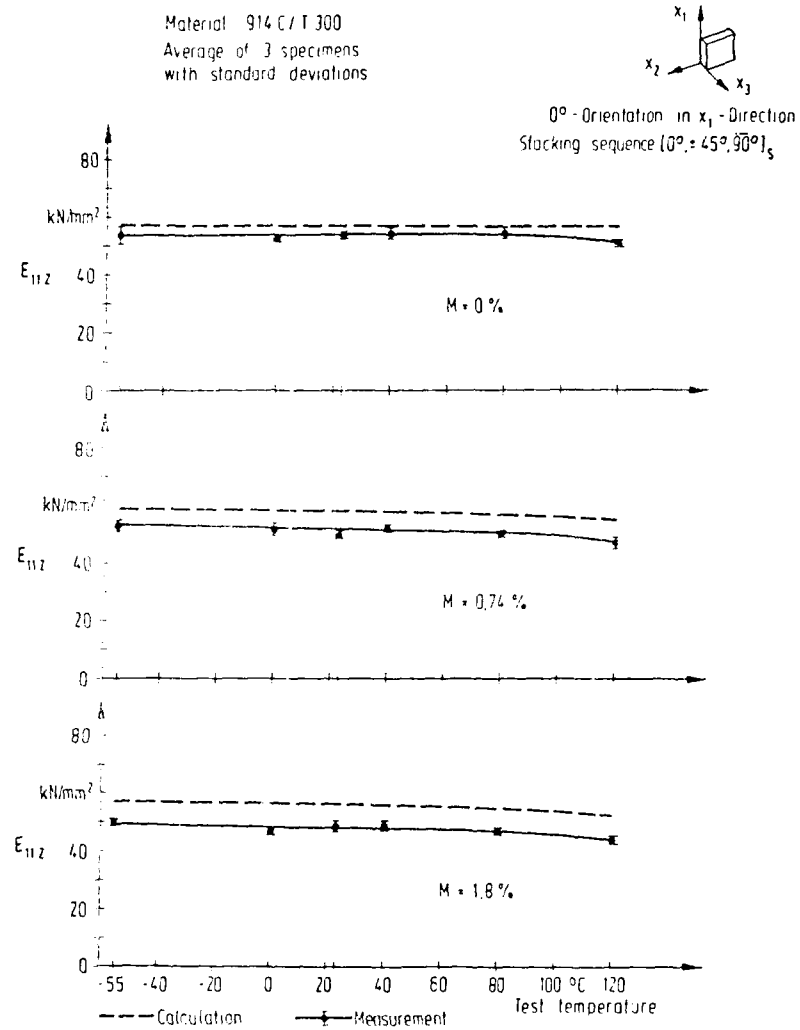 Material 914 C / T 300
Average of 3 specimens
with standard deviations
x1
x2
x3
0° - Orientation in x1 - Direction
Stacking sequence [0°, ± 45°, 90°]s
80
kN/mm²
E11Z 40
20
0
M = 0 %
80
kN/mm²
E11Z 40
20
0
M = 0,74 %
80
kN/mm²
E11Z 40
20
0
M = 1,8 %
-55 -40 -20 0 20 40 60 80 100 °C 120
Test temperature
Calculation Measurement